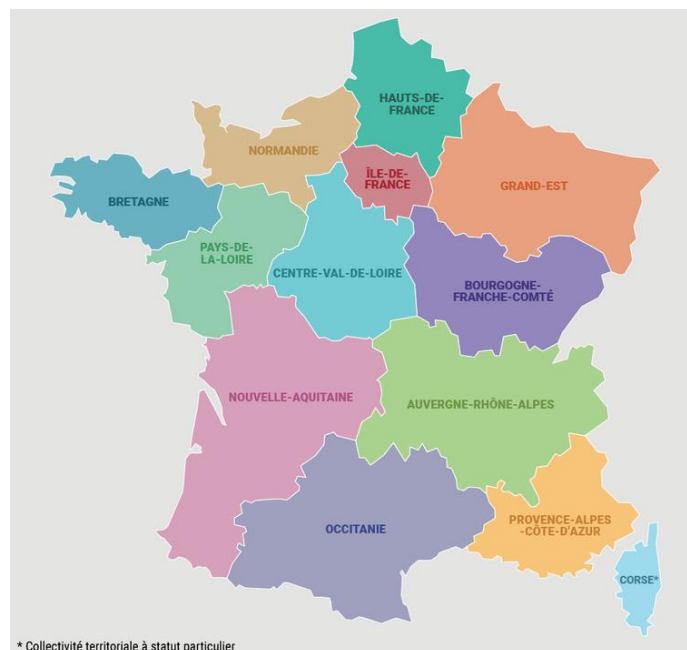 HAUTS-DE-
FRANCE
NORMANDIE
ÎLE-DE-
FRANCE
GRAND-EST
BRETAGNE
PAYS-DE-
LA-LOIRE
CENTRE-VAL-DE-LOIRE
BOURGOGNE-
FRANCHE-COMTÉ
NOUVELLE-AQUITAINE
AUVERGNE-RHÔNE-ALPES
OCCITANIE
PROVENCE-ALPES
-CÔTE-D'AZUR
CORSE*
* Collectivité territoriale à statut particulier